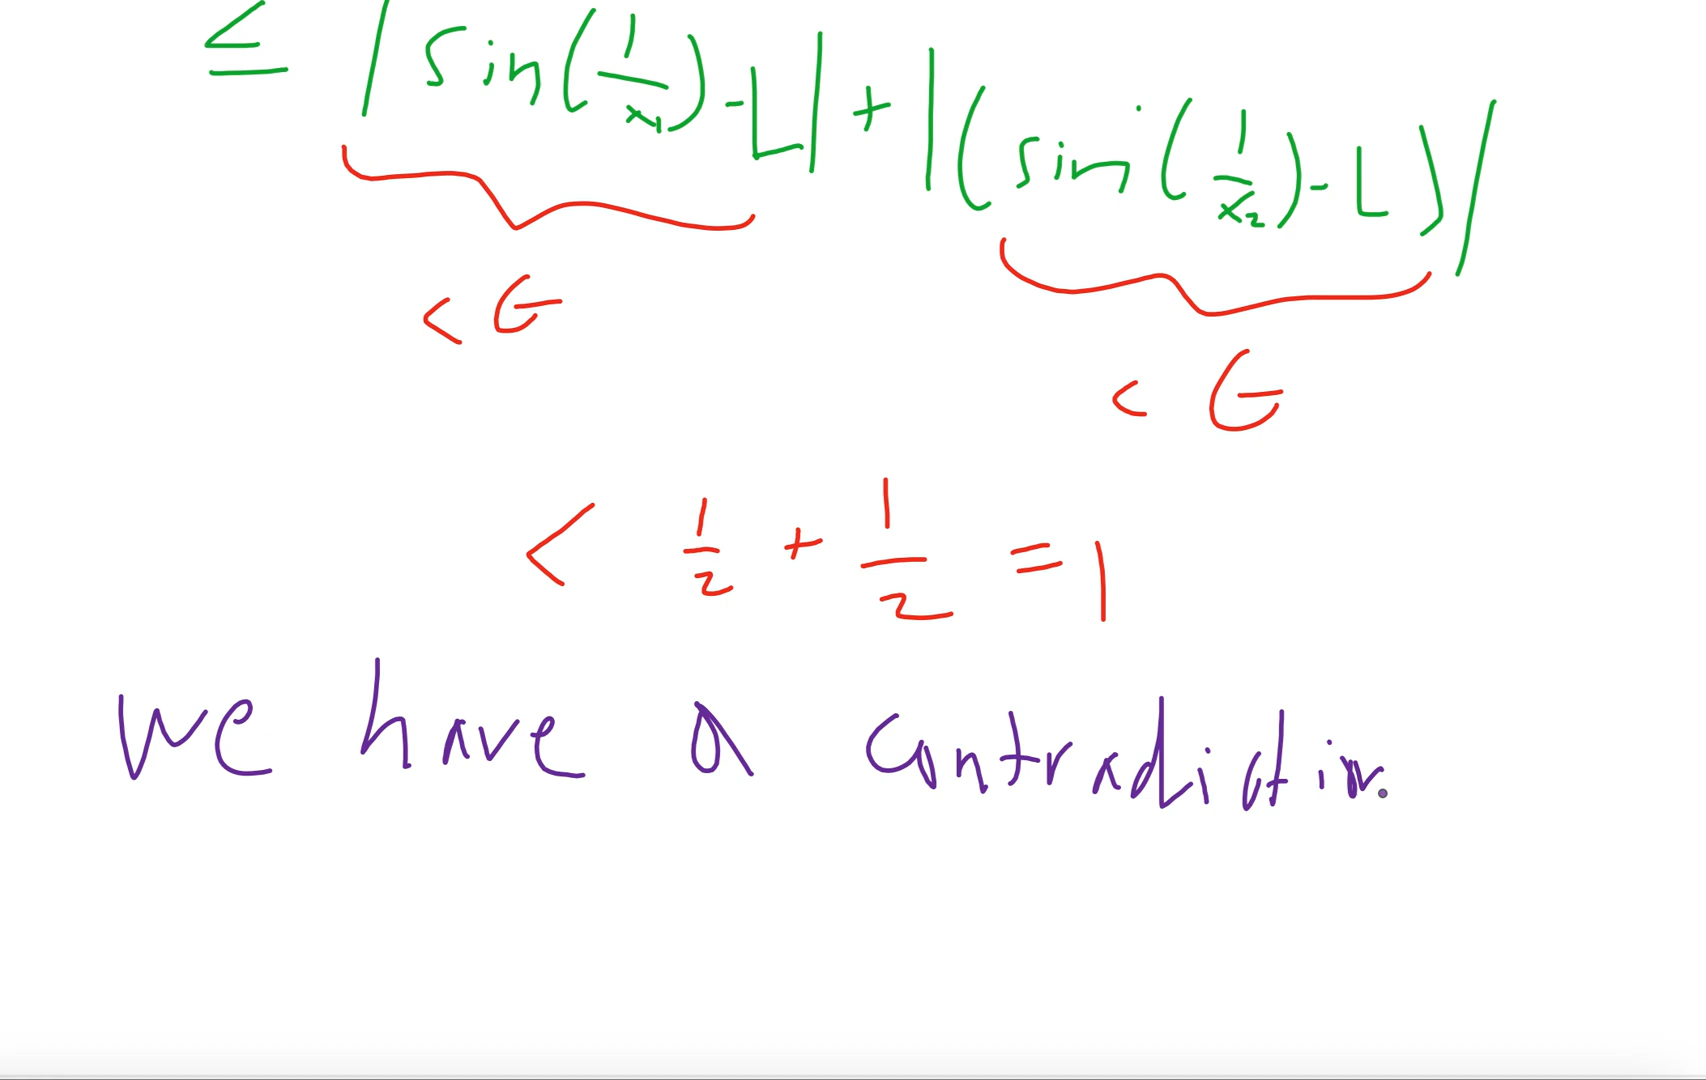 ≤ |sin(1/x₁) - L| + |(sin(1/x₂) - L)|
< ϵ
< ϵ
< 1/2 + 1/2 = 1
we have a contradiction.